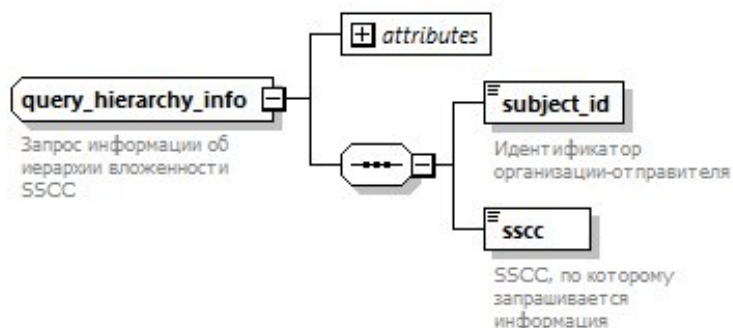 attributes
query_hierarchy_info
Запрос информации об
иерархии вложенности
SSCC
subject_id
Идентификатор
организации-отправителя
sscc
SSCC, по которому
запрашивается
информация